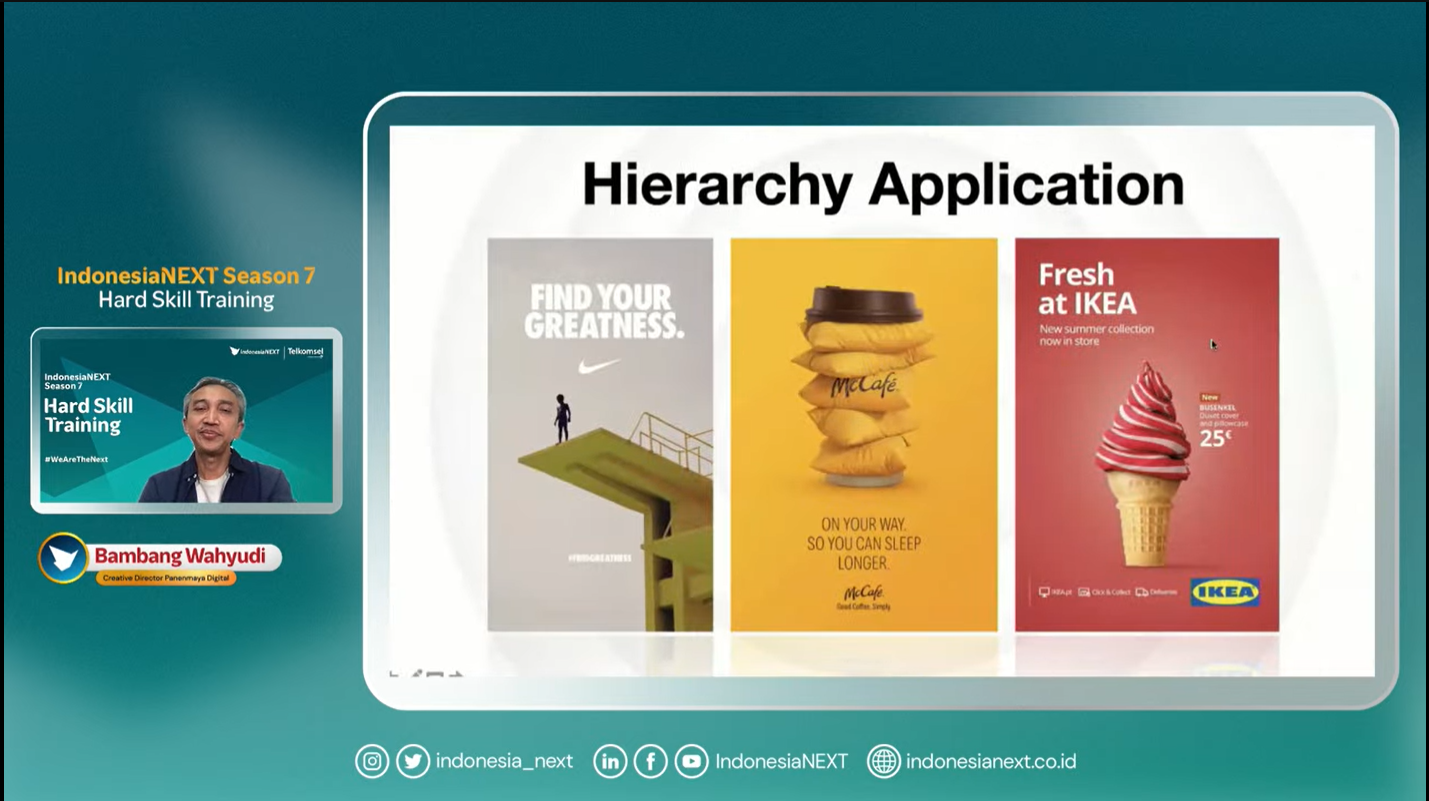 IndonesiaNEXT Season 7
Hard Skill Training
IndonesiaNEXT | Telkomsel
IndonesiaNEXT
Season 7
Hard Skill
Training
#WeAreTheNext
Bambang Wahyudi
Creative Director Panenmaya Digital
Hierarchy Application
FIND YOUR
GREATNESS.
#FINDGREATNESS
McCafé
ON YOUR WAY.
SO YOU CAN SLEEP
LONGER.
McCafé
Good Coffee. Simply.
Fresh
at IKEA
New summer collection
now in store
New
BUSENKEL
Duvet cover
and pillowcase
25€
IKEA.pt Click & Collect Deliveries
IKEA
indonesia_next
IndonesiaNEXT
indonesianext.co.id